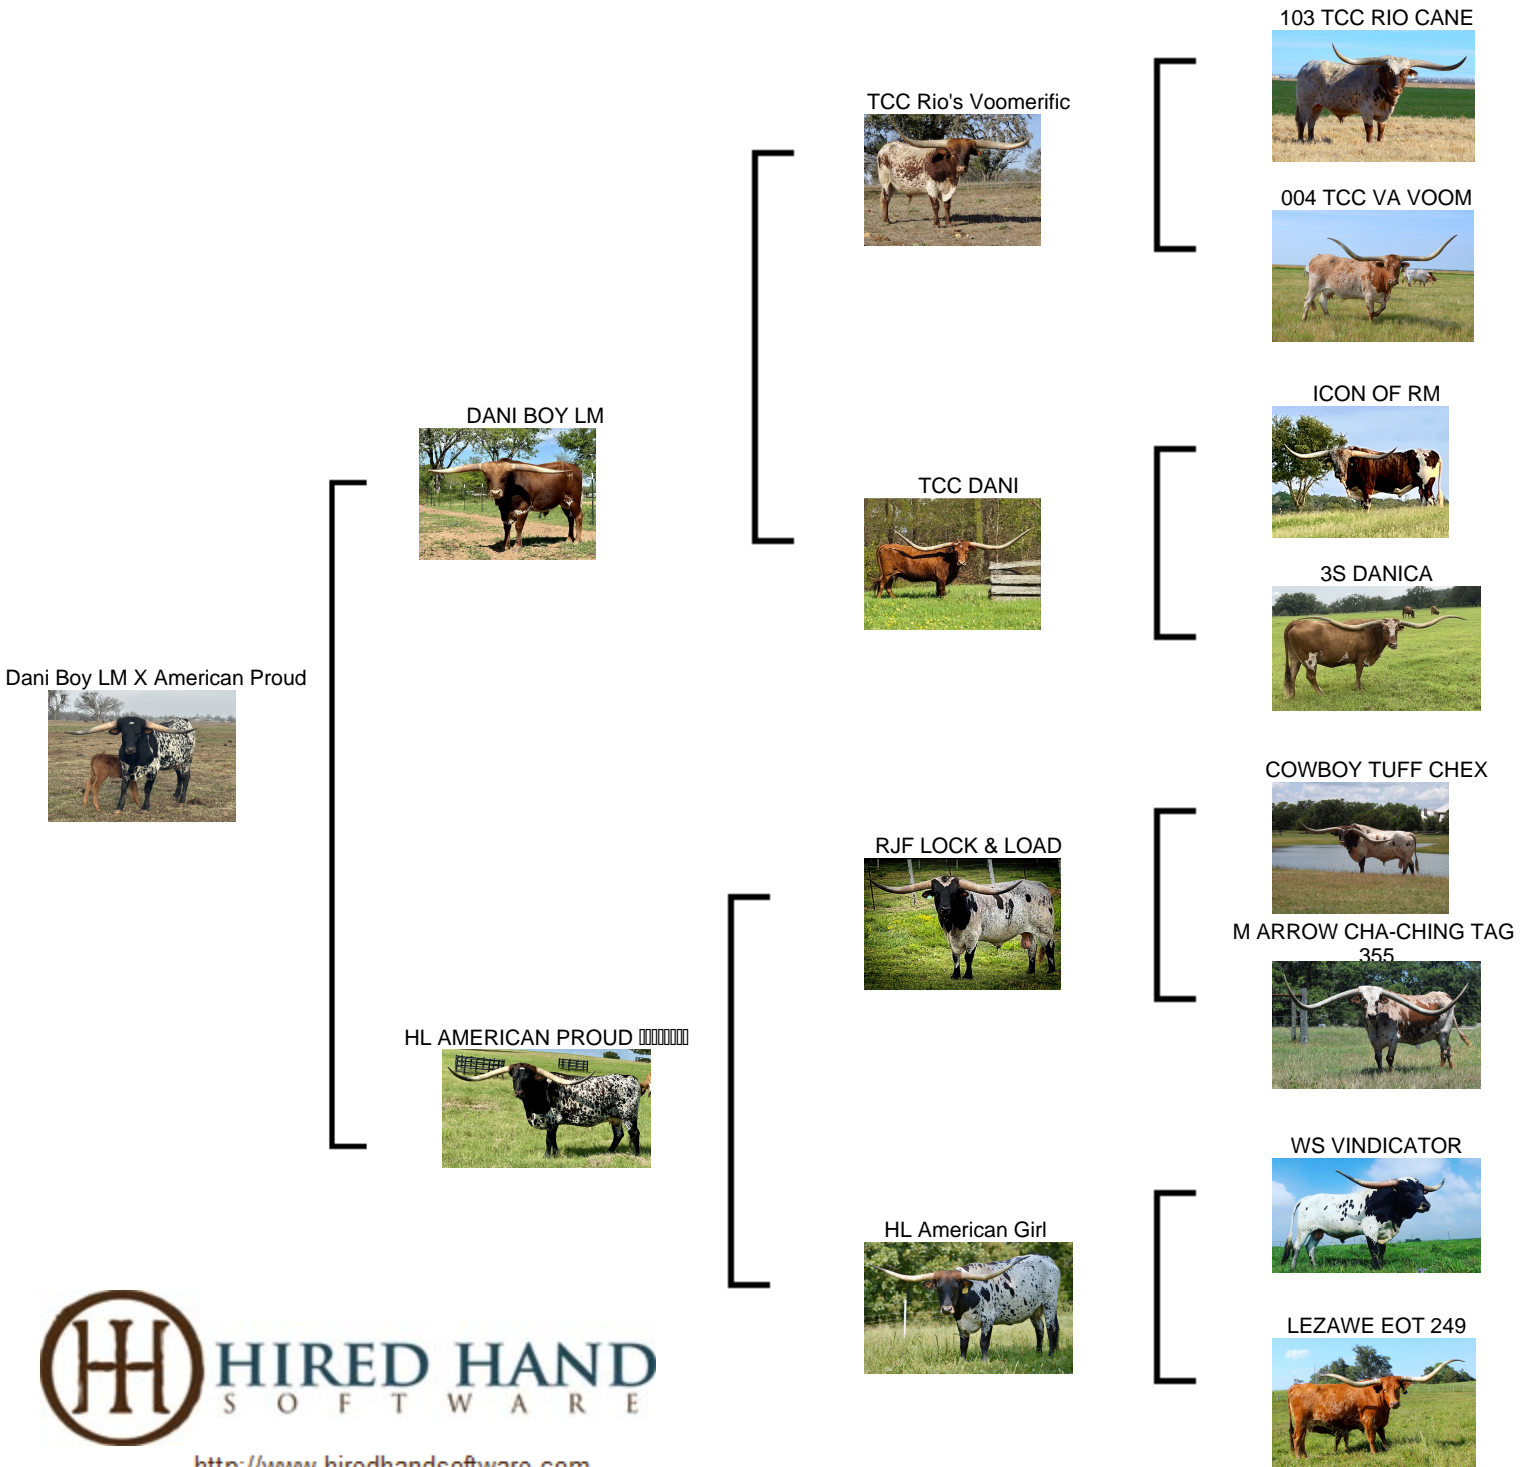 103 TCC RIO CANE
TCC Rio's Voomerific
004 TCC VA VOOM
DANI BOY LM
ICON OF RM
TCC DANI
3S DANICA
Dani Boy LM X American Proud
COWBOY TUFF CHEX
RJF LOCK & LOAD
M ARROW CHA-CHING TAG
355
HL AMERICAN PROUD
WS VINDICATOR
HL American Girl
LEZAWE EOT 249
HIRED HAND
SOFTWARE
http://www.hiredhandsoftware.com